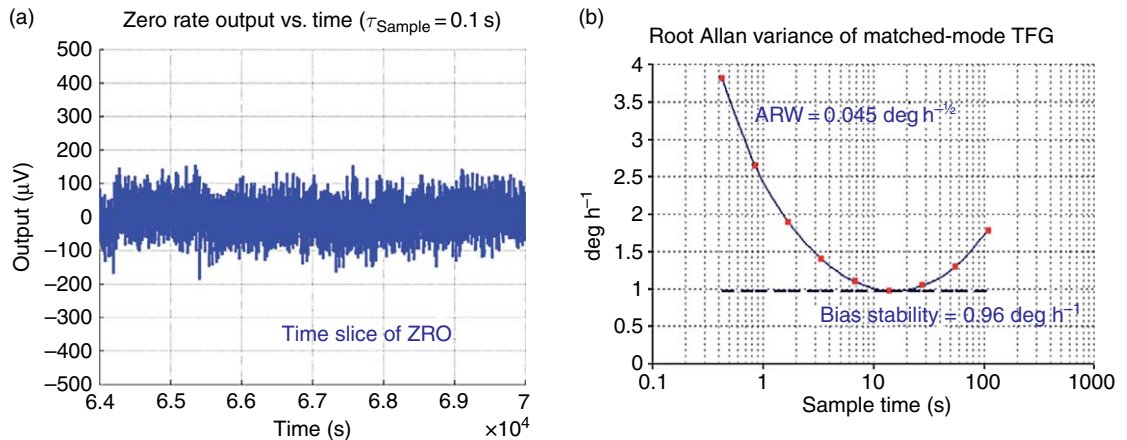 (a)
Zero rate output vs. time (τSample = 0.1 s)
500
400
300
200
100
0
−100
−200
−300
−400
−500
Output (μV)
Time slice of ZRO
6.4 6.5 6.6 6.7 6.8 6.9 7
Time (s)
×10⁴
(b)
Root Allan variance of matched-mode TFG
4
3.5
3
2.5
2
1.5
1
0.5
0
deg h⁻¹
ARW = 0.045 deg h⁻½
Bias stability = 0.96 deg h⁻¹
0.1 1 10 100 1000
Sample time (s)